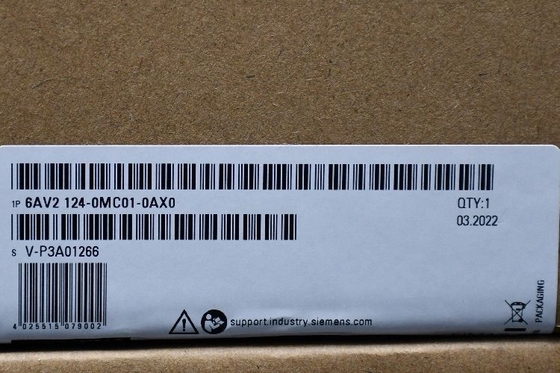 1P 6AV2 124-0MC01-0AX0
QTY:1
03.2022
S V-P3A01266
4 025515 079002
support.industry.siemens.com
PACKAGING